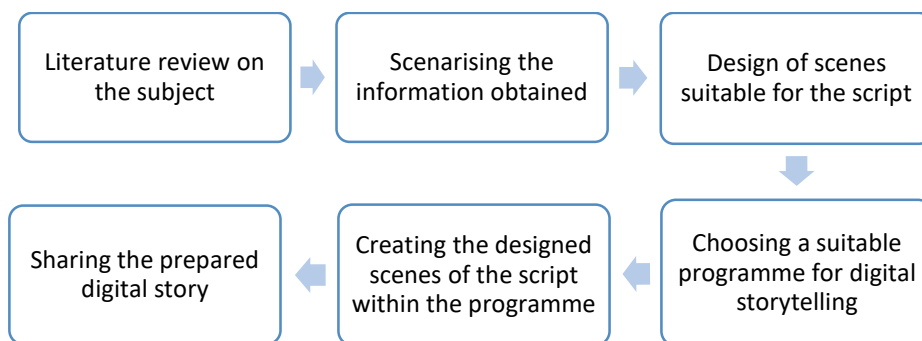 Literature review on
the subject
Scenarising the
information obtained
Design of scenes
suitable for the script
Choosing a suitable
programme for digital
storytelling
Creating the designed
scenes of the script
within the programme
Sharing the prepared
digital story